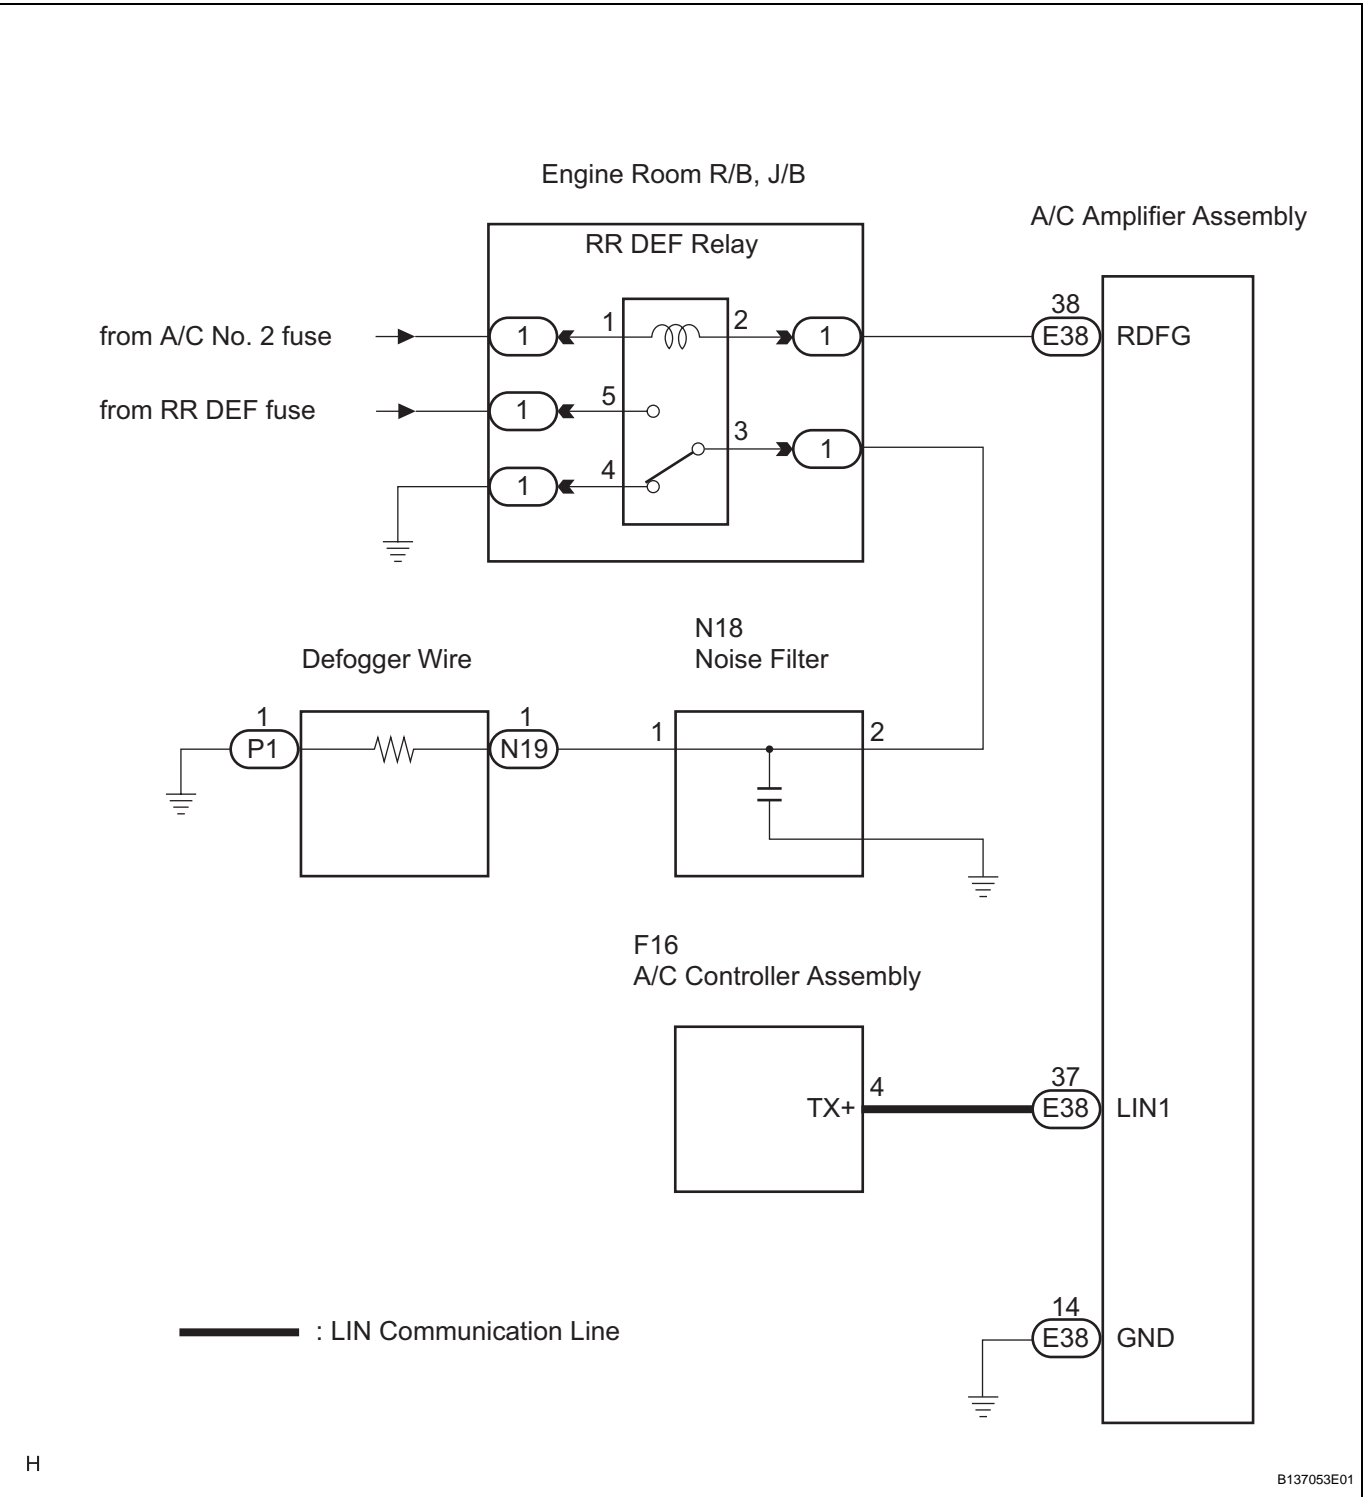 Engine Room R/B, J/B
A/C Amplifier Assembly
RR DEF Relay
from A/C No. 2 fuse
1
1
2
1
38
E38
RDFG
from RR DEF fuse
1
5
3
1
1
4
N18
Noise Filter
Defogger Wire
1
P1
1
N19
1
2
F16
A/C Controller Assembly
TX+
4
37
E38
LIN1
: LIN Communication Line
14
E38
GND
H
B137053E01